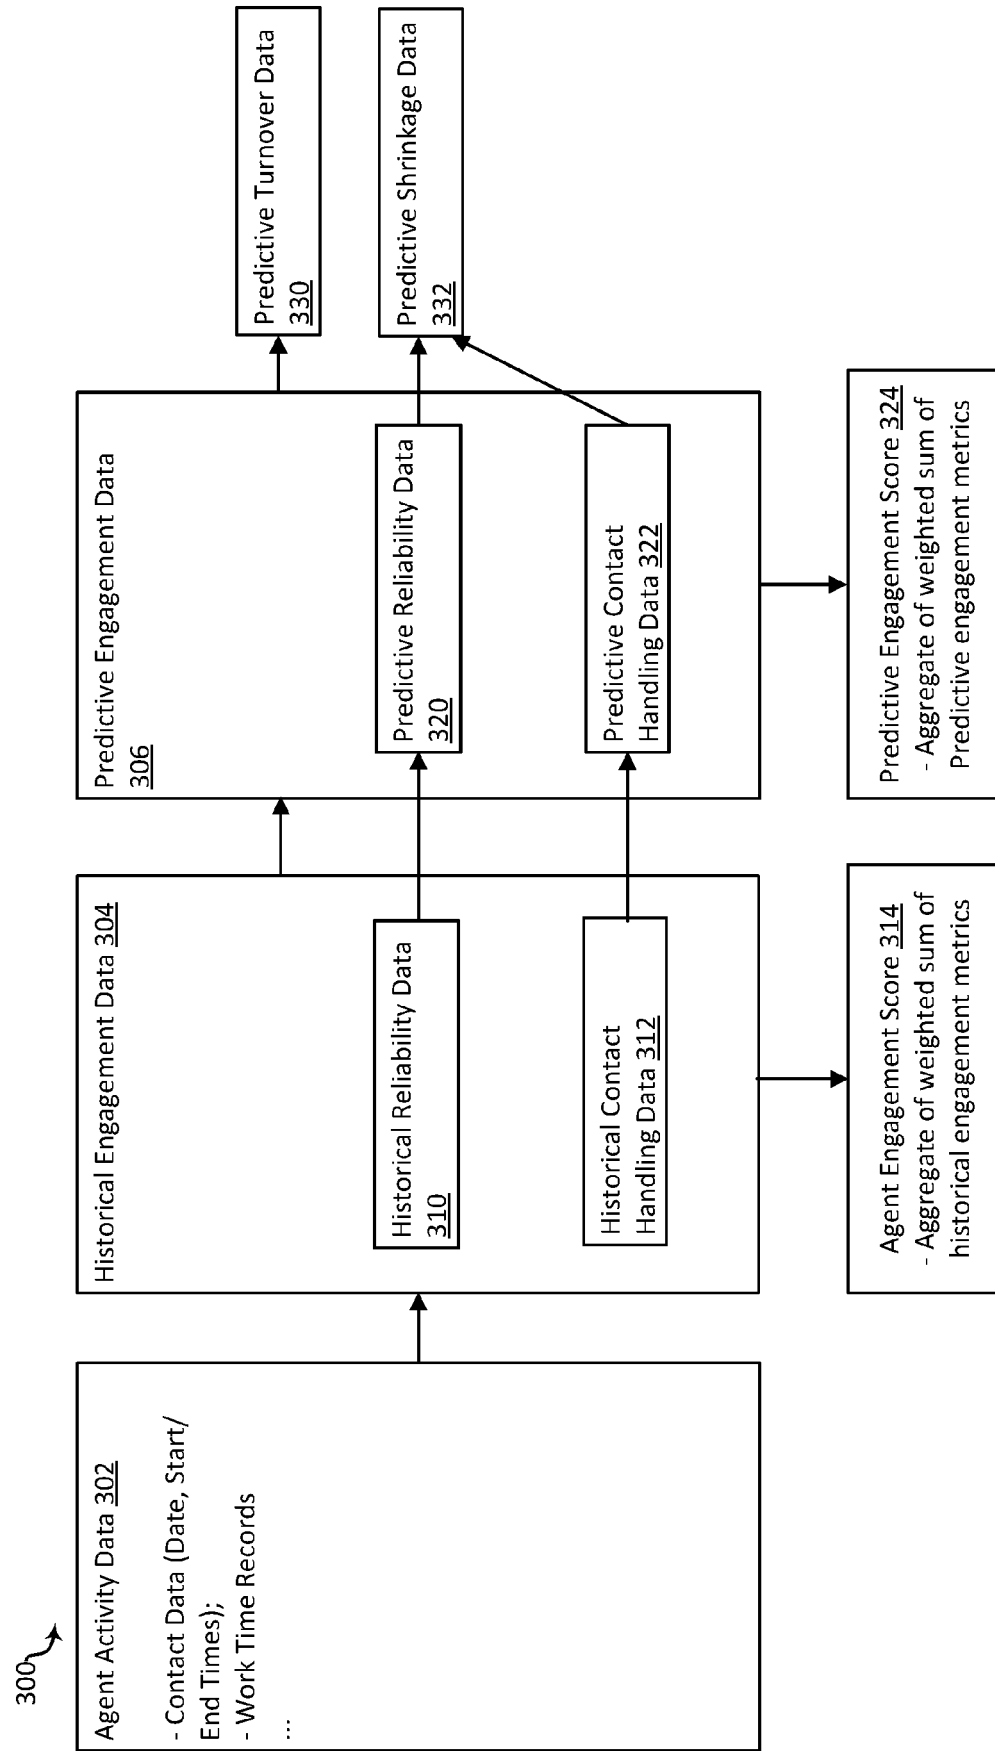 300
Agent Activity Data 302
- Contact Data (Date, Start/
End Times);
- Work Time Records
...
Historical Engagement Data 304
Historical Reliability Data
310
Historical Contact
Handling Data 312
Agent Engagement Score 314
- Aggregate of weighted sum of
historical engagement metrics
Predictive Engagement Data
306
Predictive Reliability Data
320
Predictive Contact
Handling Data 322
Predictive Engagement Score 324
- Aggregate of weighted sum of
Predictive engagement metrics
Predictive Turnover Data
330
Predictive Shrinkage Data
332